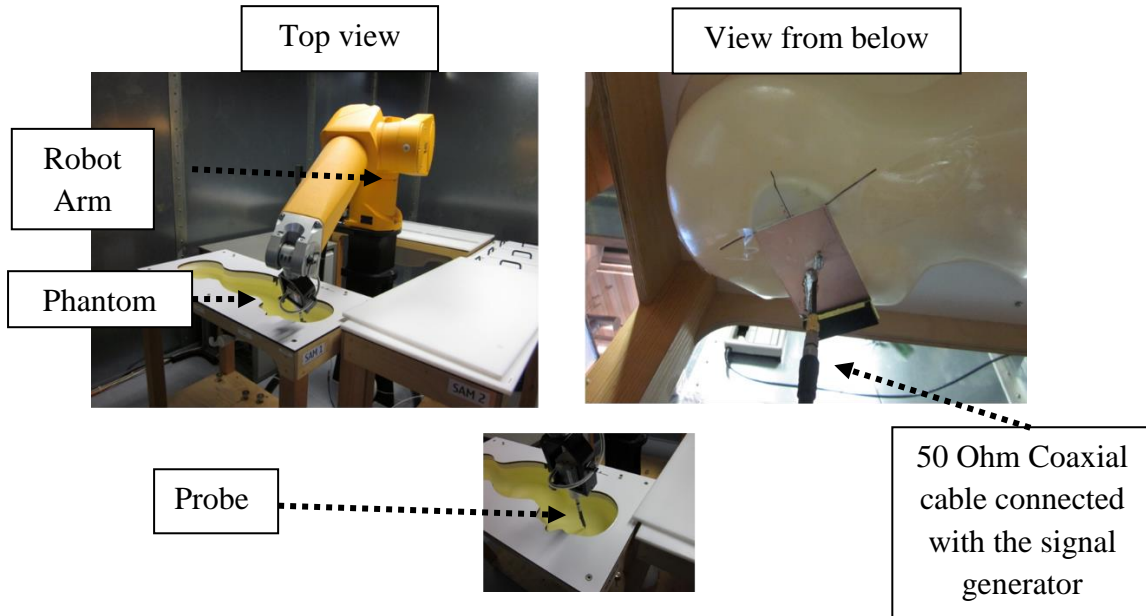 Top view
View from below
Robot
Arm
Phantom
SAM 1
SAM 2
Probe
50 Ohm Coaxial
cable connected
with the signal
generator